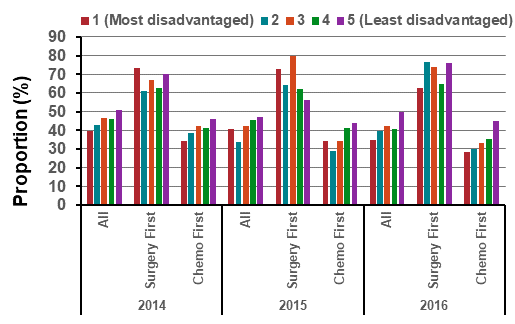 1 (Most disadvantaged) 2 3 4 5 (Least disadvantaged)
Proportion (%)
90
80
70
60
50
40
30
20
10
0
All
Surgery First
Chemo First
All
Surgery First
Chemo First
All
Surgery First
Chemo First
2014
2015
2016